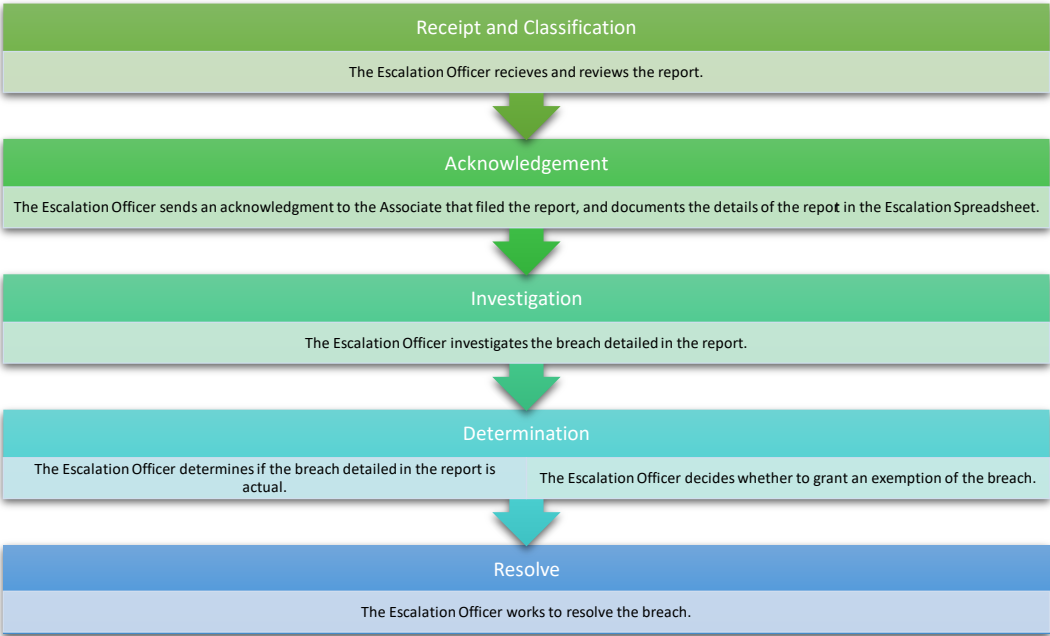 Receipt and Classification
The Escalation Officer recieves and reviews the report.
Acknowledgement
The Escalation Officer sends an acknowledgment to the Associate that filed the report, and documents the details of the report in the Escalation Spreadsheet.
Investigation
The Escalation Officer investigates the breach detailed in the report.
Determination
The Escalation Officer determines if the breach detailed in the report is
actual.
The Escalation Officer decides whether to grant an exemption of the breach.
Resolve
The Escalation Officer works to resolve the breach.